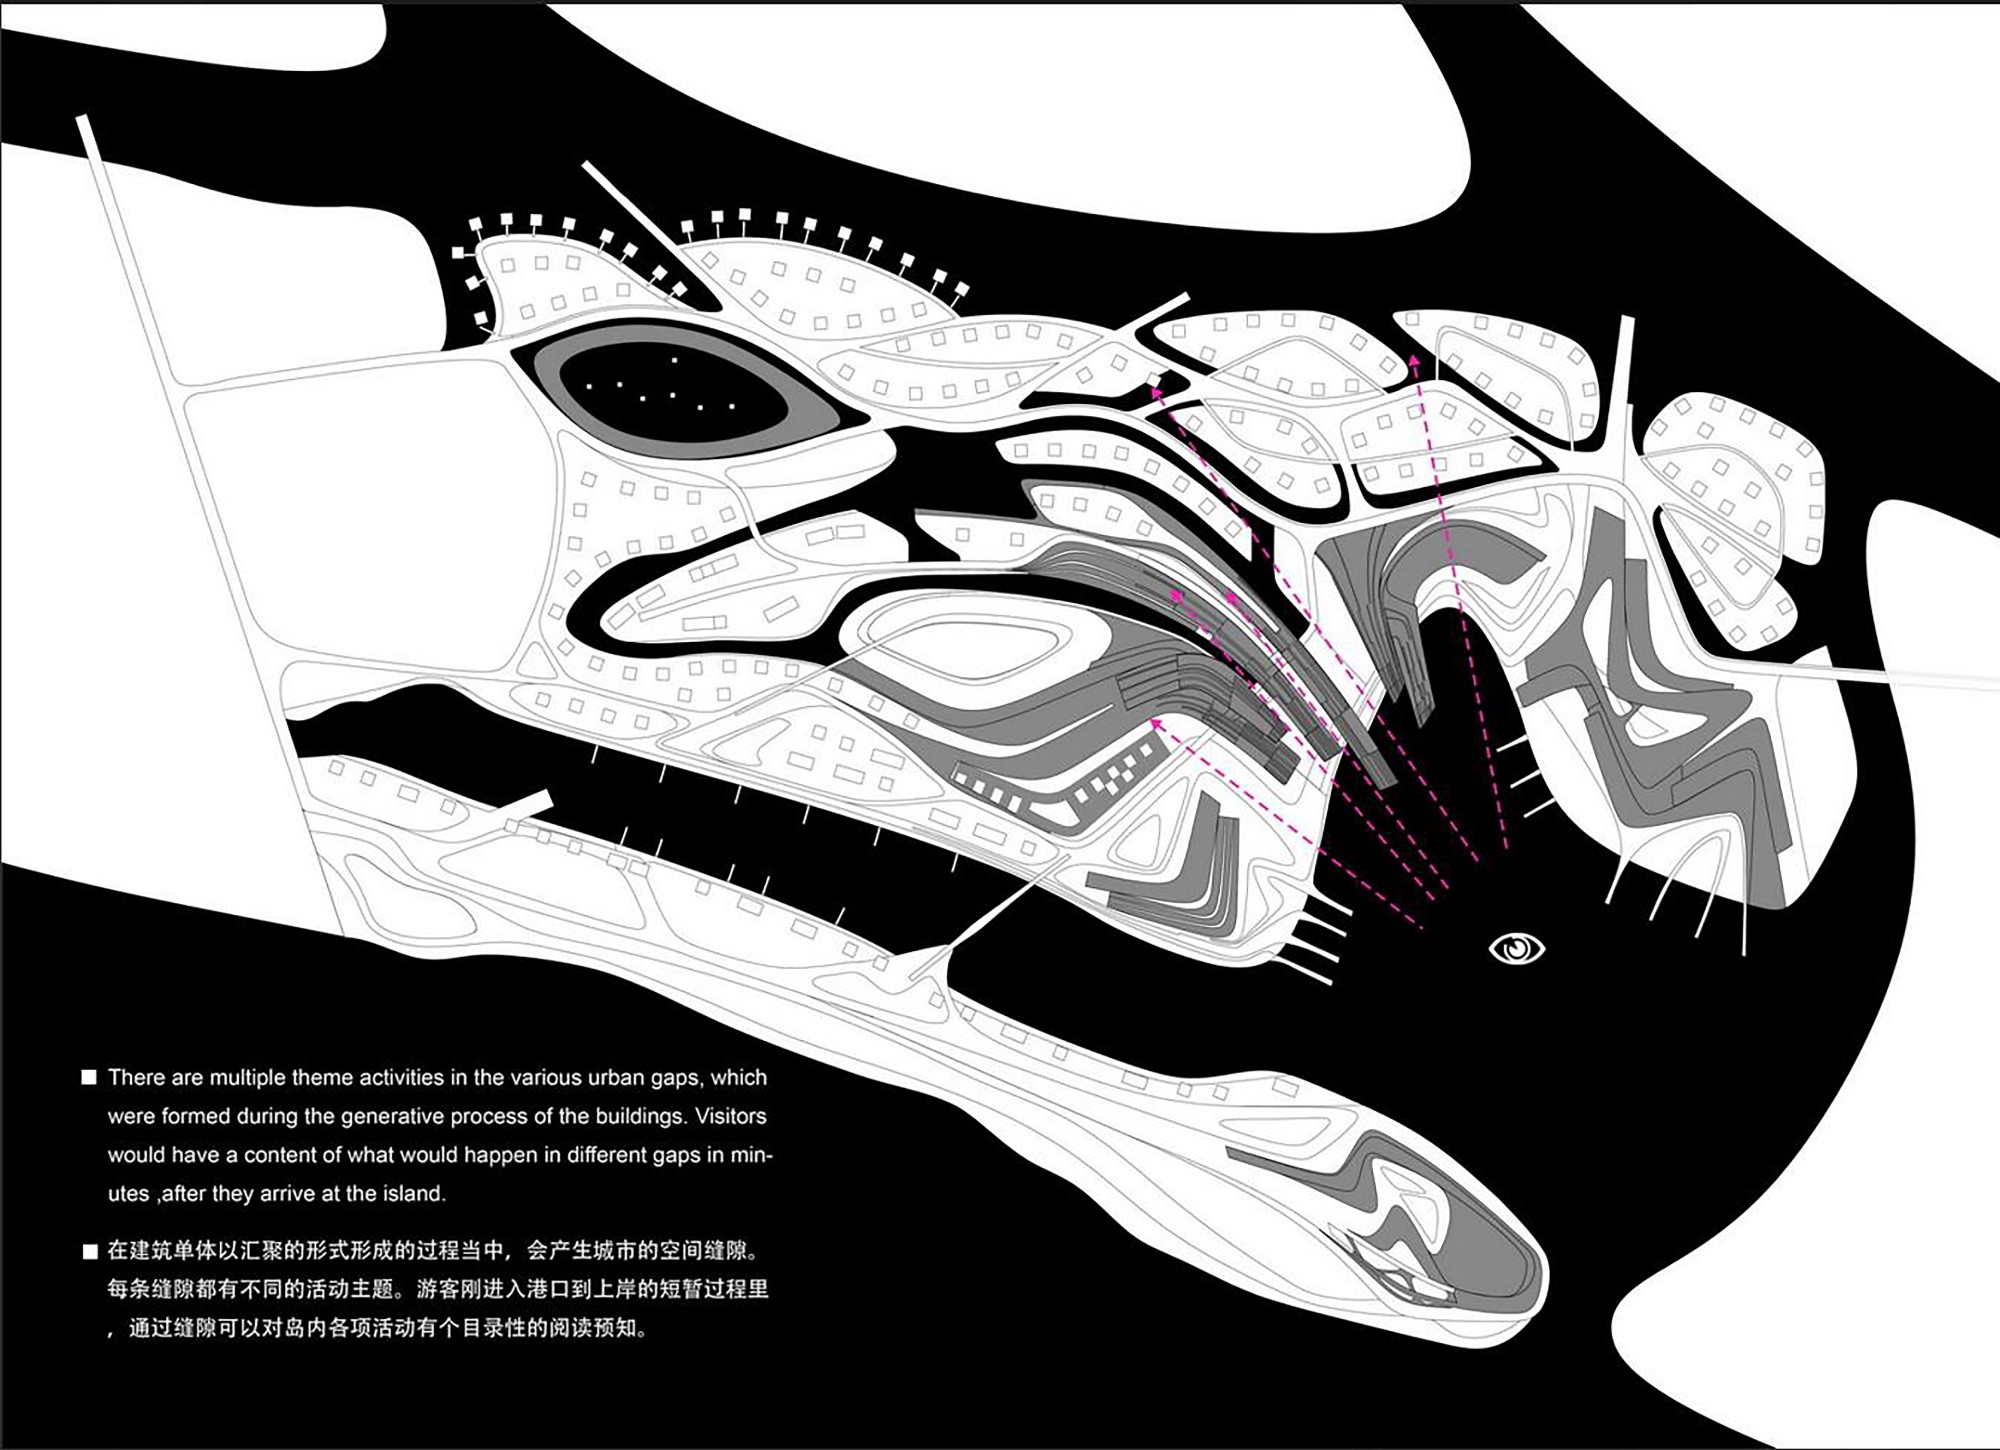 There are multiple theme activities in the various urban gaps, which
were formed during the generative process of the buildings. Visitors
would have a content of what would happen in different gaps in min-
utes ,after they arrive at the island.
在建筑单体以汇聚的形式形成的过程当中，会产生城市的空间缝隙。
每条缝隙都有不同的活动主题。游客刚进入港口到上岸的短暂过程里
，通过缝隙可以对岛内各项活动有个目录性的阅读预知。